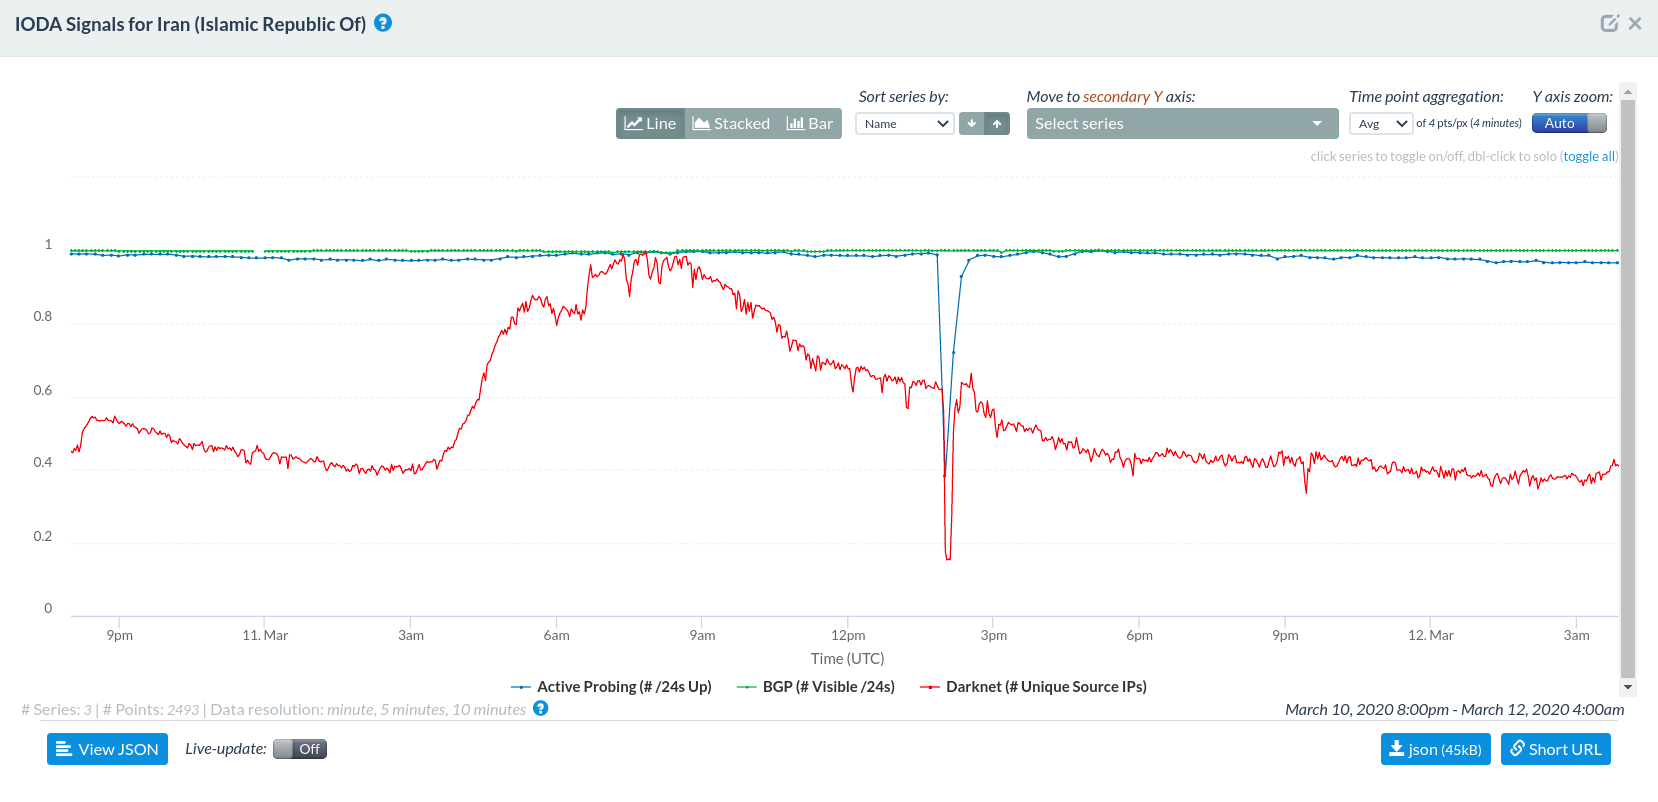 IODA Signals for Iran (Islamic Republic Of)
Sort series by: Move to secondary Y axis: Time point aggregation: Y axis zoom:
Line Stacked Bar Name Select series Avg of 4 pts/px (4 minutes) Auto
click series to toggle on/off, dbl-click to solo (toggle all)
1
0.8
0.6
0.4
0.2
0
9pm 11. Mar 3am 6am 9am 12pm 3pm 6pm 9pm 12. Mar 3am
Time (UTC)
Active Probing (# /24s Up) BGP (# Visible /24s) Darknet (# Unique Source IPs)
# Series: 3 | # Points: 2493 | Data resolution: minute, 5 minutes, 10 minutes March 10, 2020 8:00pm - March 12, 2020 4:00am
View JSON Live-update: Off json (45kB) Short URL